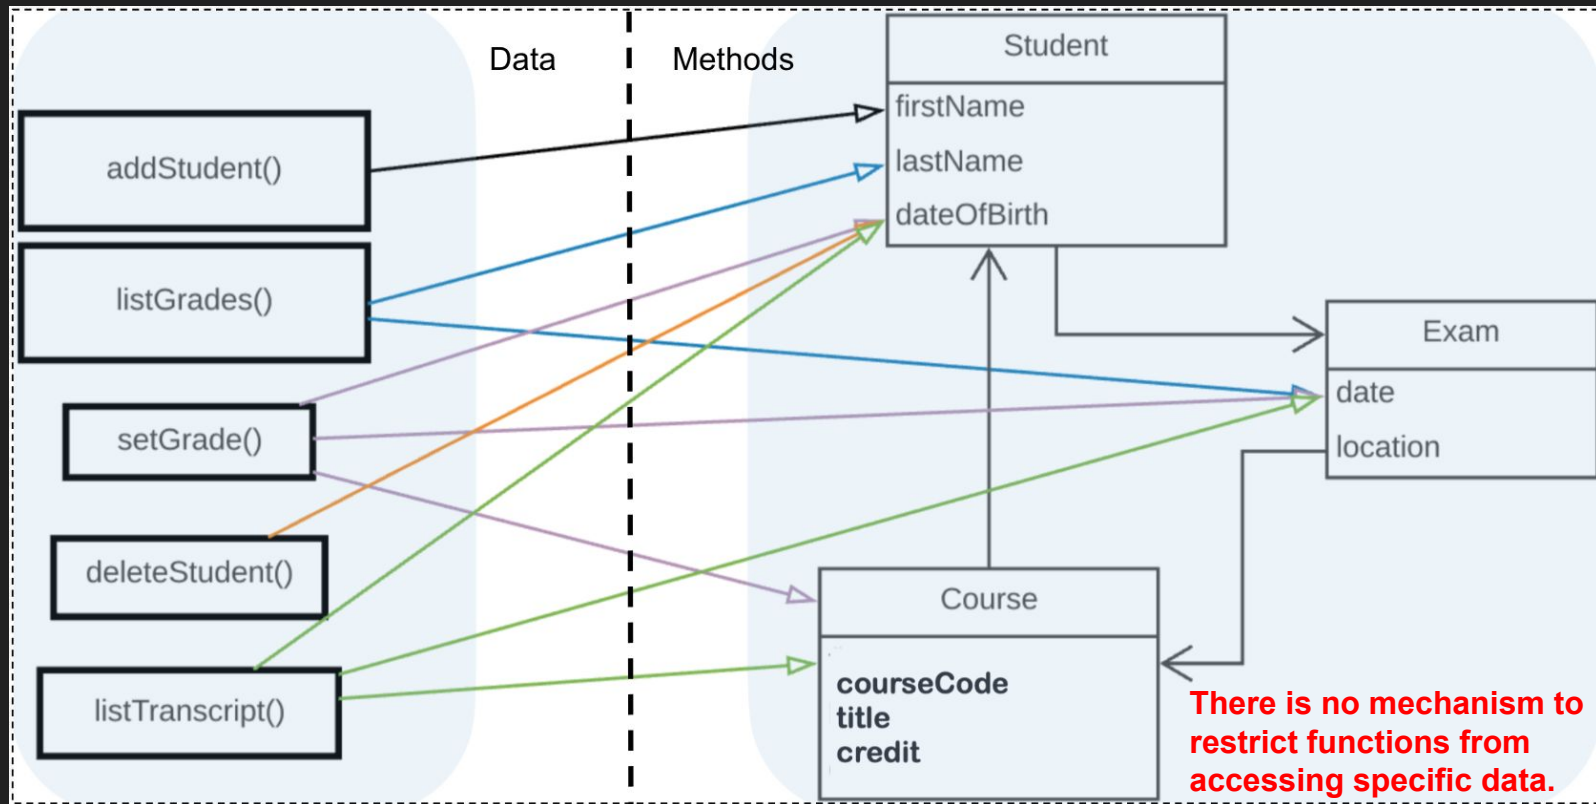 Data
Methods
addStudent()
listGrades()
setGrade()
deleteStudent()
listTranscript()
Student
firstName
lastName
dateOfBirth
Exam
date
location
Course
courseCode
title
credit
There is no mechanism to
restrict functions from
accessing specific data.